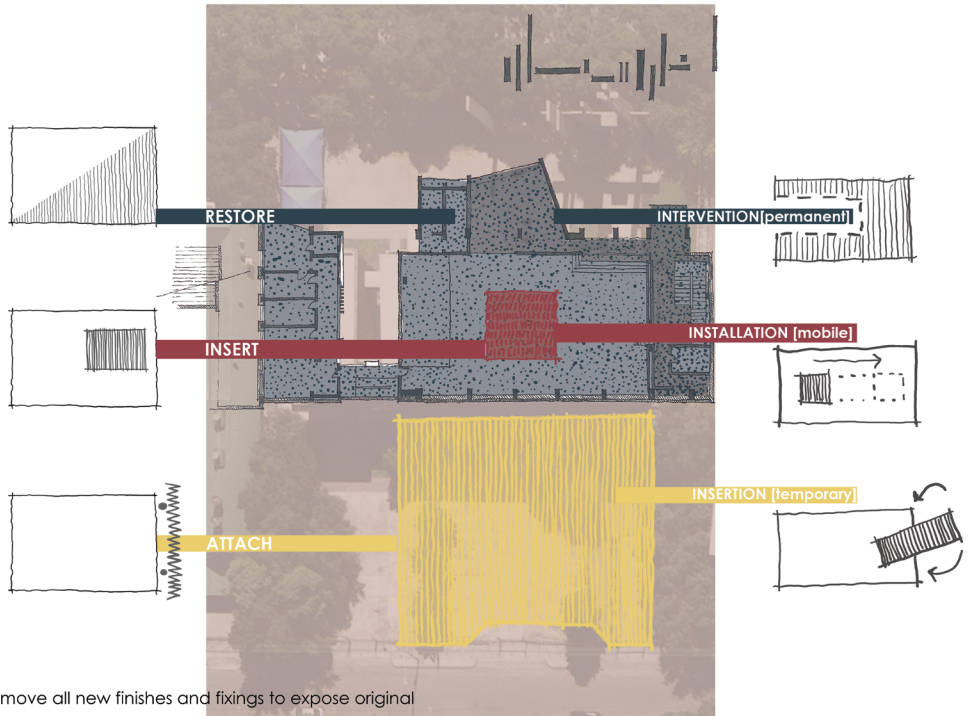 RESTORE
INTERVENTION[permanent]
INSTALLATION [mobile]
INSERT
INSERTION [temporary]
ATTACH
move all new finishes and fixings to expose original